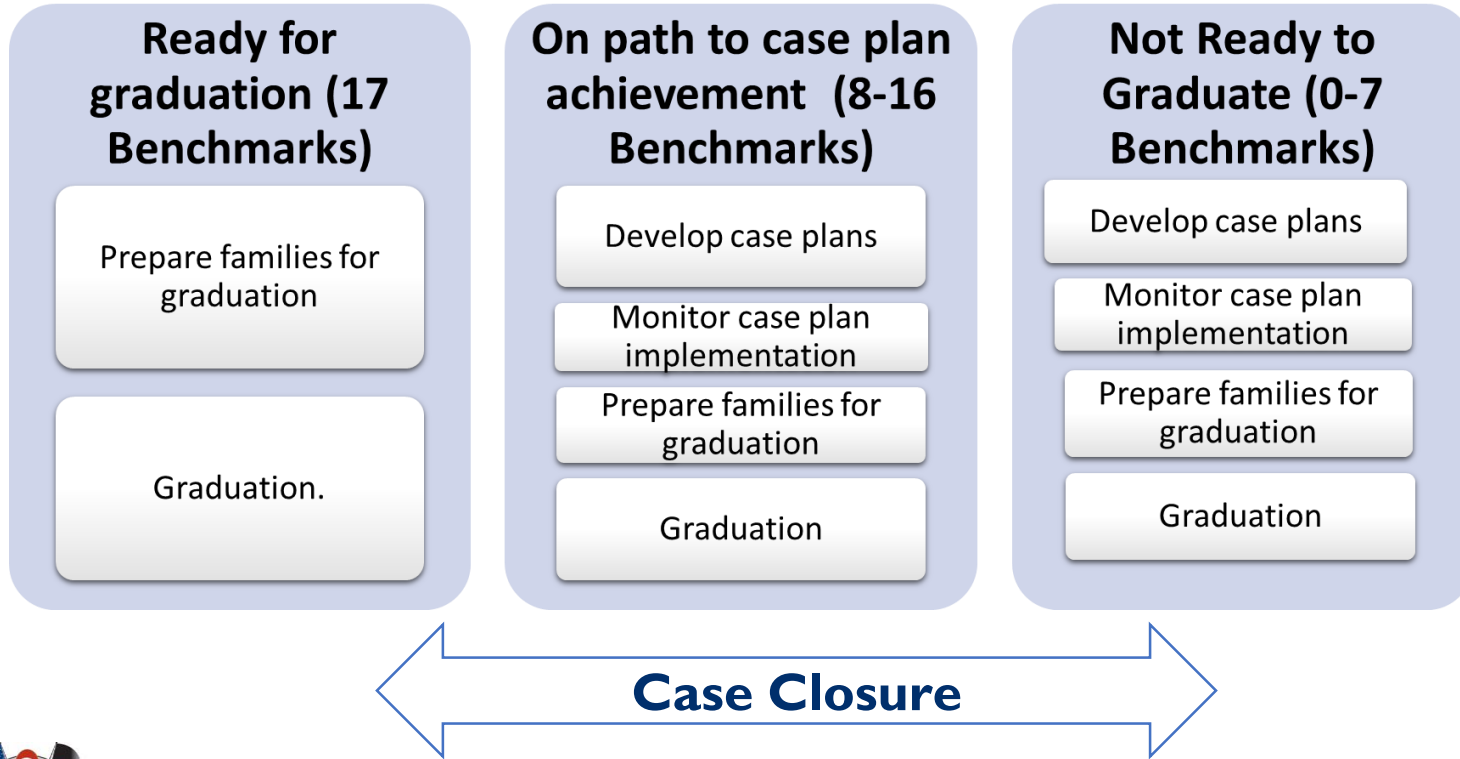 Ready for
graduation (17
Benchmarks)
Prepare families for
graduation
Graduation.
On path to case plan
achievement (8-16
Benchmarks)
Develop case plans
Monitor case plan
implementation
Prepare families for
graduation
Graduation
Not Ready to
Graduate (0-7
Benchmarks)
Develop case plans
Monitor case plan
implementation
Prepare families for
graduation
Graduation
Case Closure